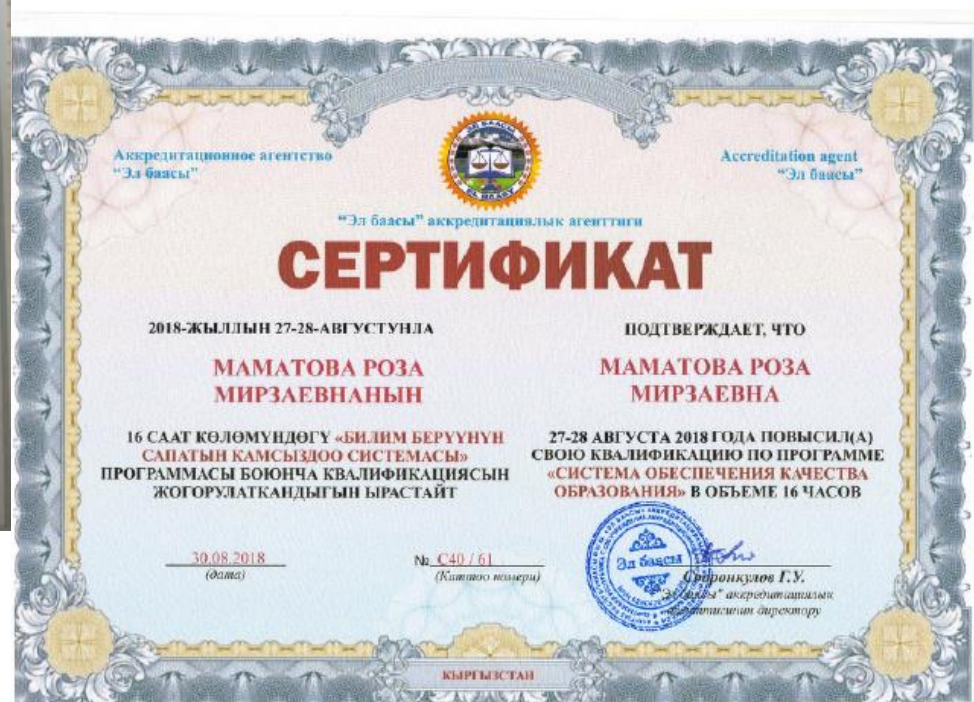 Аккредитационное агентство
"Эл баасы"
Accreditation agent
"Эл баасы"
ЭЛ БААСЫ
"Эл баасы" аккредитациялык агенттиги
СЕРТИФИКАТ
2018-ЖЫЛДЫН 27-28-АВГУСТУНДА
МАМАТОВА РОЗА
МИРЗАЕВНАНЫН
16 СААТ КӨЛӨМҮНДӨГҮ «БИЛИМ БЕРҮҮНҮН
САПАТЫН КАМСЫЗДОО СИСТЕМАСЫ»
ПРОГРАММАСЫ БОЮНЧА КВАЛИФИКАЦИЯСЫН
ЖОГОРУЛАТКАНДЫГЫН ЫРАСТАЙТ
ПОДТВЕРЖДАЕТ, ЧТО
МАМАТОВА РОЗА
МИРЗАЕВНА
27-28 АВГУСТА 2018 ГОДА ПОВЫСИЛ(А)
СВОЮ КВАЛИФИКАЦИЮ ПО ПРОГРАММЕ
«СИСТЕМА ОБЕСПЕЧЕНИЯ КАЧЕСТВА
ОБРАЗОВАНИЯ» В ОБЪЕМЕ 16 ЧАСОВ
30.08.2018
(дата)
№ С40 / 61
(Каттоо номери)
Эл баасы
Г.У.
аккредитациялык
директору
КЫРГЫЗСТАН